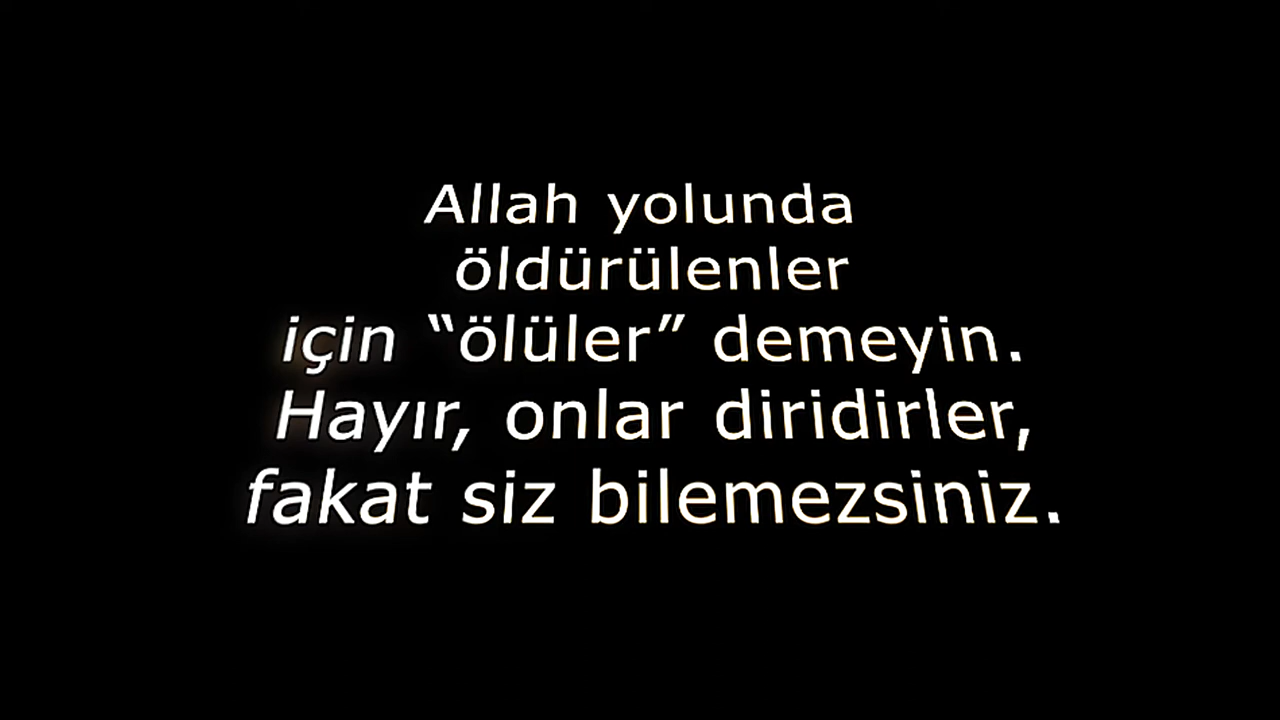 Allah yolunda
öldürülenler
için “ölüler” demeyin.
Hayır, onlar diridirler,
fakat siz bilemezsiniz.